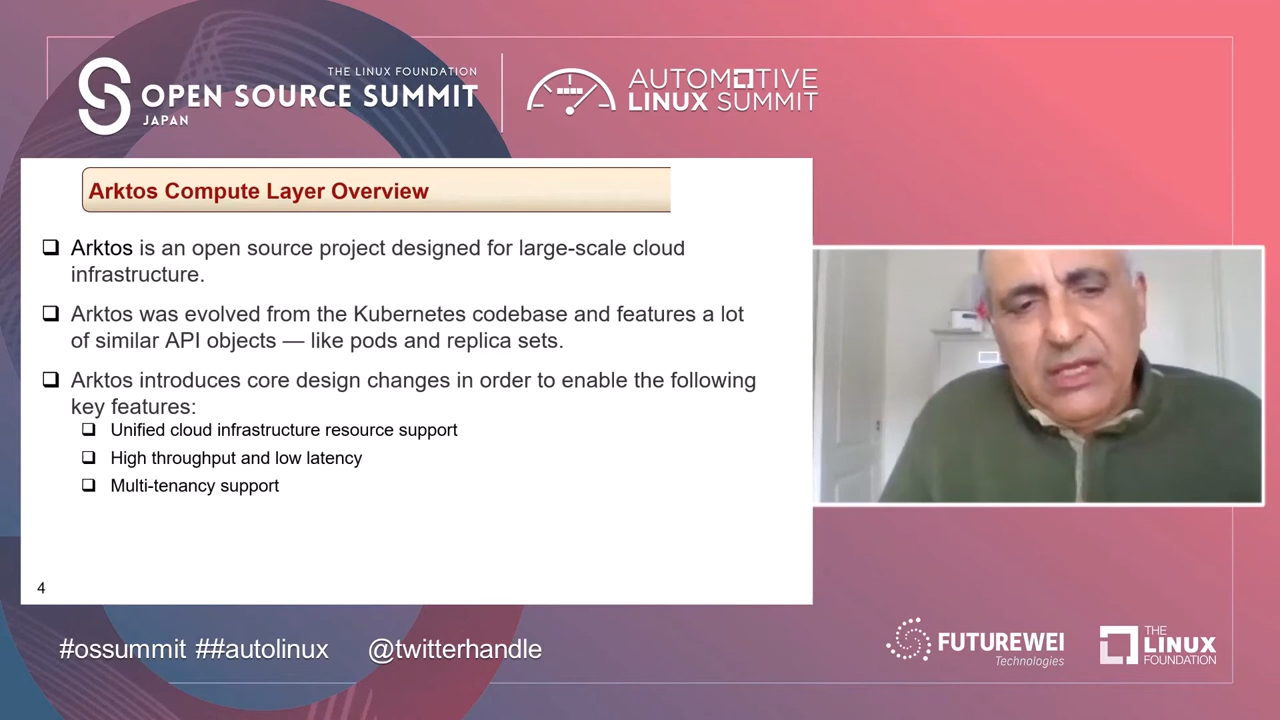 THE LINUX FOUNDATION
OPEN SOURCE SUMMIT
JAPAN
AUTOMOTIVE
LINUX SUMMIT
Arktos Compute Layer Overview
❑ Arktos is an open source project designed for large-scale cloud
infrastructure.
❑ Arktos was evolved from the Kubernetes codebase and features a lot
of similar API objects — like pods and replica sets.
❑ Arktos introduces core design changes in order to enable the following
key features:
❑ Unified cloud infrastructure resource support
❑ High throughput and low latency
❑ Multi-tenancy support
4
#ossummit ##autolinux @twitterhandle
FUTUREWEI
Technologies
THE
LINUX
FOUNDATION